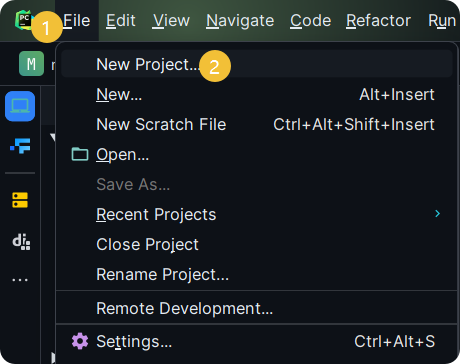 PC 1 File Edit View Navigate Code Refactor Run
M
New Project... 2
New... Alt+Insert
New Scratch File Ctrl+Alt+Shift+Insert
Open...
Save As...
Recent Projects
Close Project
Rename Project...
Remote Development...
Settings... Ctrl+Alt+S